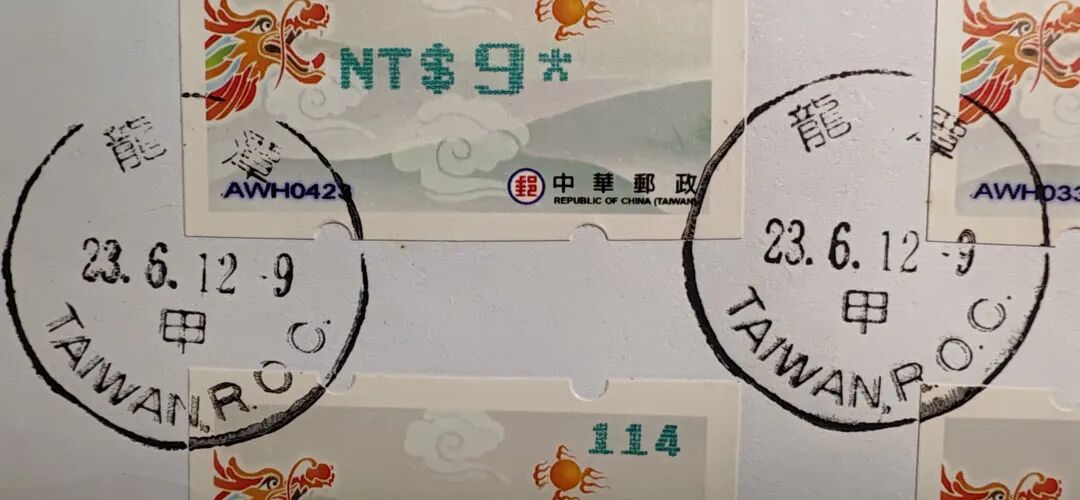 NT$9*
龍
AWH0423
郵 中華郵政
REPUBLIC OF CHINA (TAIWAN)
23.6.12-9
甲
TAIWAN, R.O.C.
龍
AWH033
23.6.12-9
甲
TAIWAN, R.O.C.
114